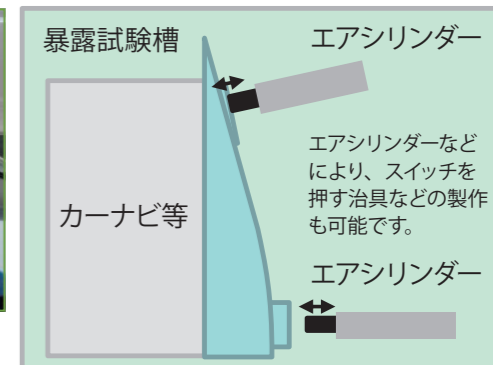 暴露試験槽
エアシリンダー
エアシリンダーなど
により、スイッチを
押す治具などの製作
も可能です。
カーナビ等
エアシリンダー